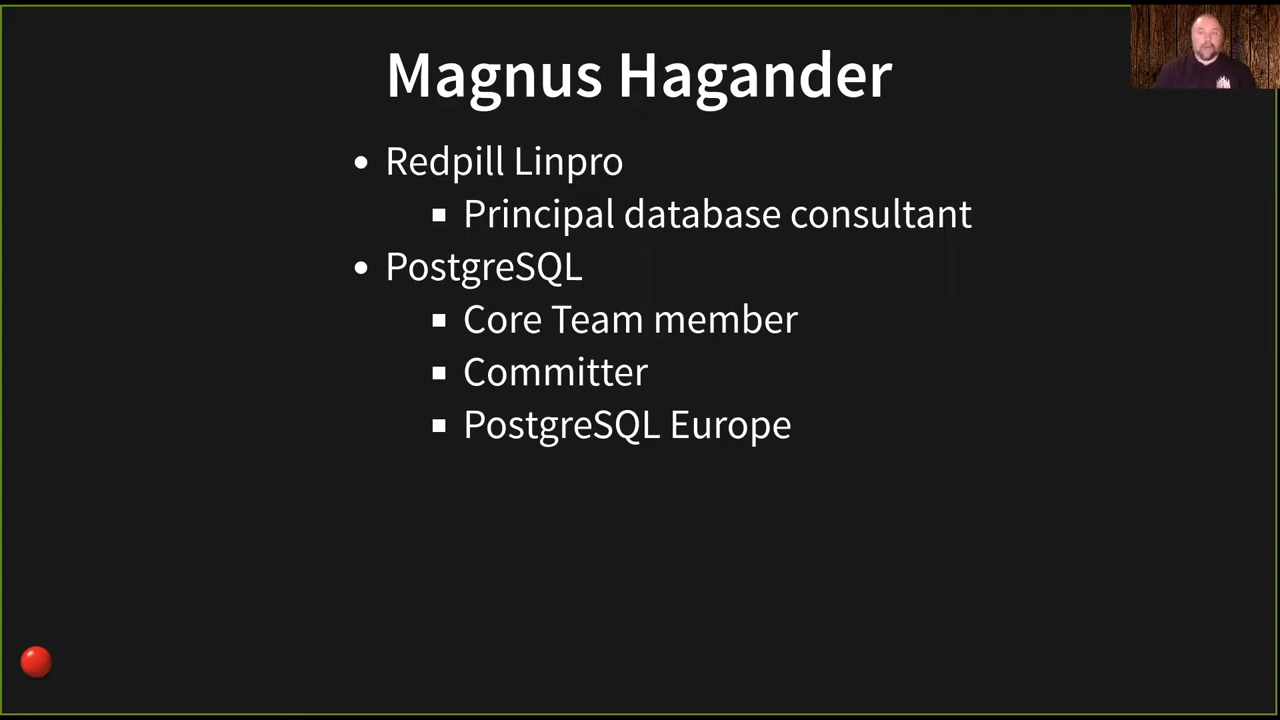 Magnus Hagander
Redpill Linpro
Principal database consultant
PostgreSQL
Core Team member
Committer
PostgreSQL Europe